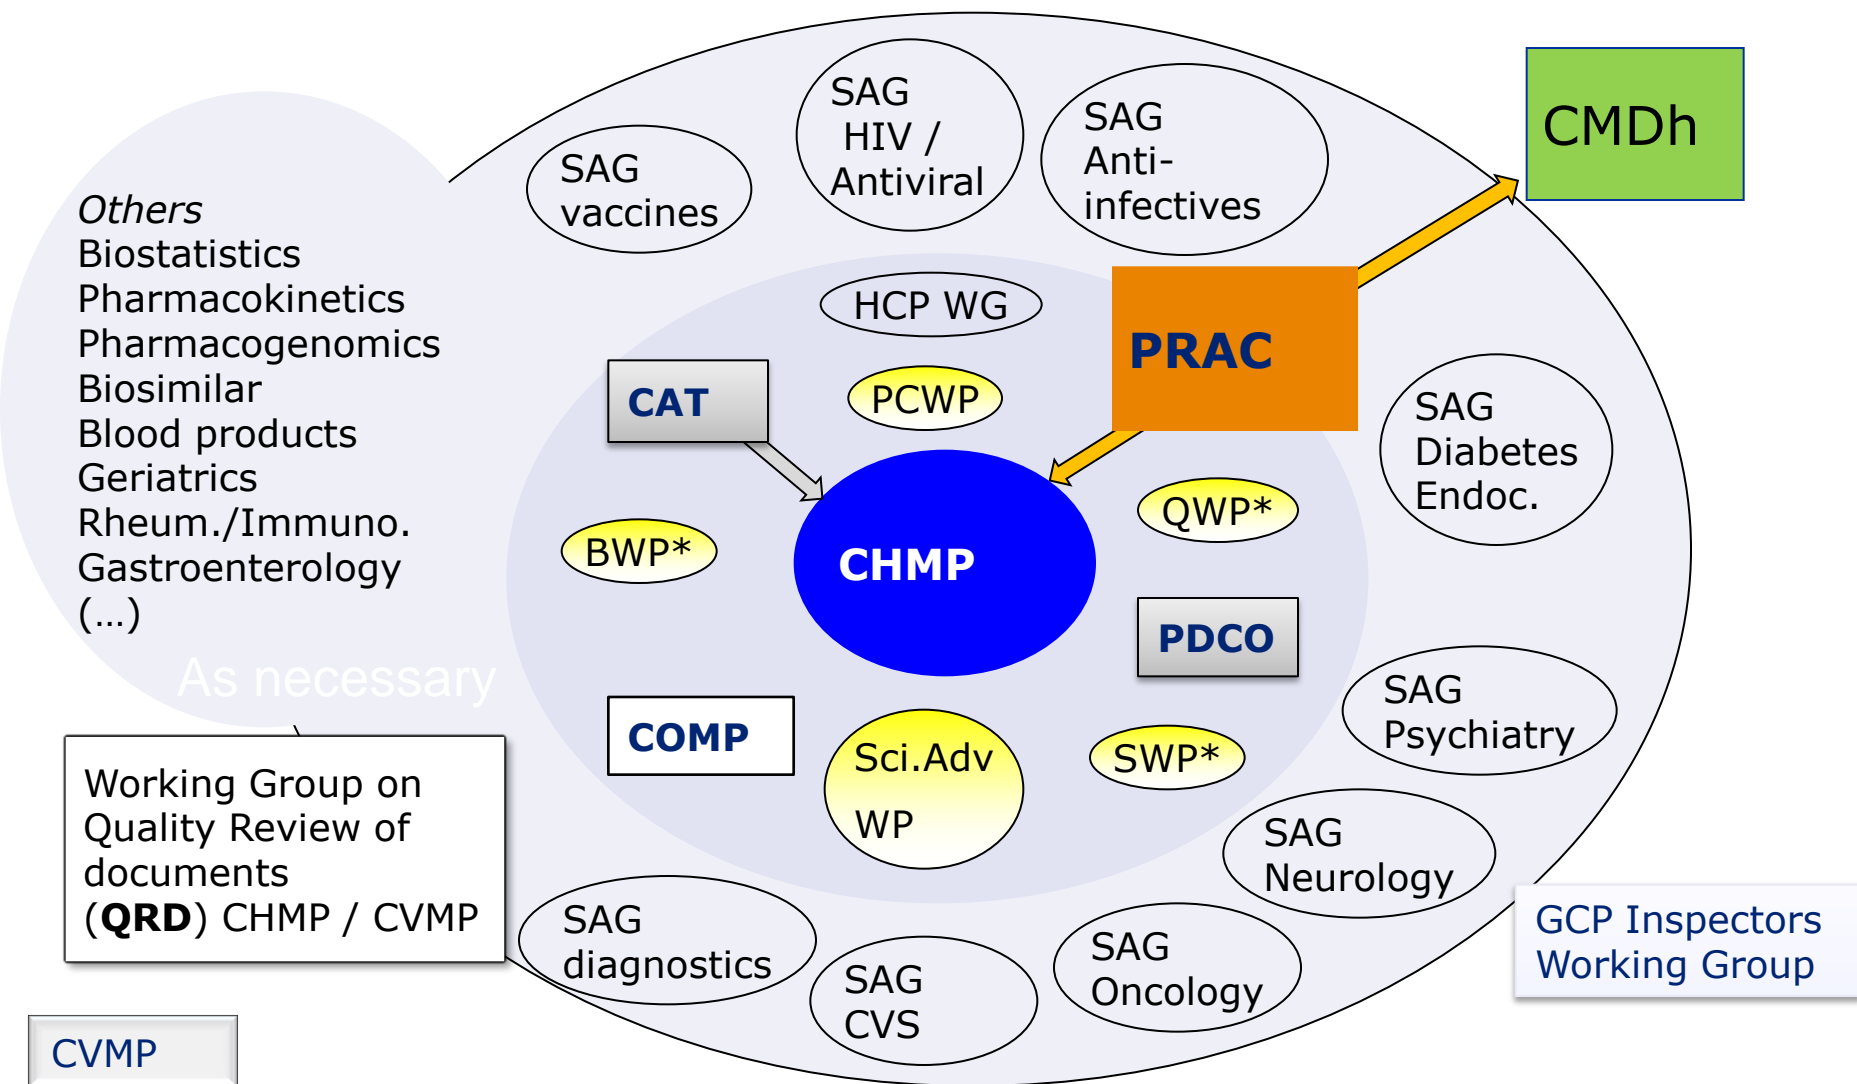 SAG
HIV /
Antiviral
SAG
Anti-
infectives
CMDh
SAG
vaccines
Others
Biostatistics
Pharmacokinetics
Pharmacogenomics
Biosimilar
Blood products
Geriatrics
Rheum./Immuno.
Gastroenterology
(…)
As necessary
HCP WG
PRAC
CAT
PCWP
SAG
Diabetes
Endoc.
QWP*
BWP*
CHMP
PDCO
SAG
Psychiatry
COMP
Sci.Adv
WP
SWP*
Working Group on
Quality Review of
documents
(QRD) CHMP / CVMP
SAG
Neurology
SAG
diagnostics
SAG
CVS
SAG
Oncology
GCP Inspectors
Working Group
CVMP